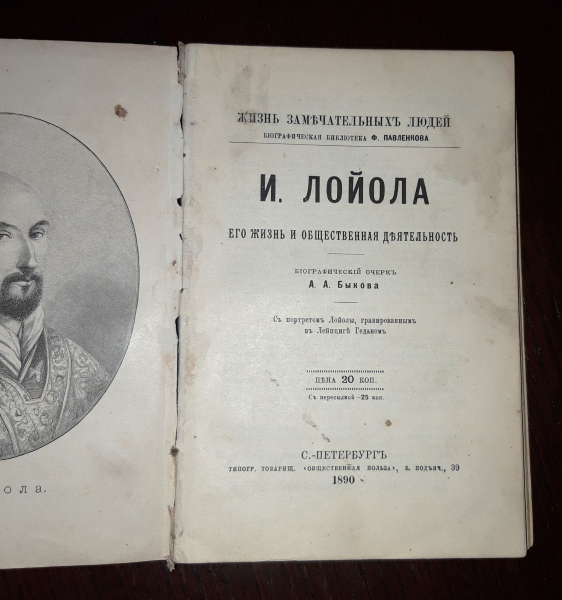 ола.
ЖИЗНЬ ЗАМѢЧАТЕЛЬНЫХЪ ЛЮДЕЙ
БІОГРАФИЧЕСКАЯ БИБЛІОТЕКА Ф. ПАВЛЕНКОВА
И. ЛОЙОЛА
ЕГО ЖИЗНЬ И ОБЩЕСТВЕННАЯ ДѢЯТЕЛЬНОСТЬ
БІОГРАФИЧЕСКІЙ ОЧЕРКЪ
А. А. Быкова
Съ портретомъ Лойолы, гравированнымъ
въ Лейпцигѣ Геданомъ
ЦѢНА 20 КОП.
Съ пересылкой—25 коп.
С.-ПЕТЕРБУРГЪ
ТИПОГР. ТОВАРИЩ. «ОБЩЕСТВЕННАЯ ПОЛЬЗА», Б. ПОДЪЯЧ., 39
1890